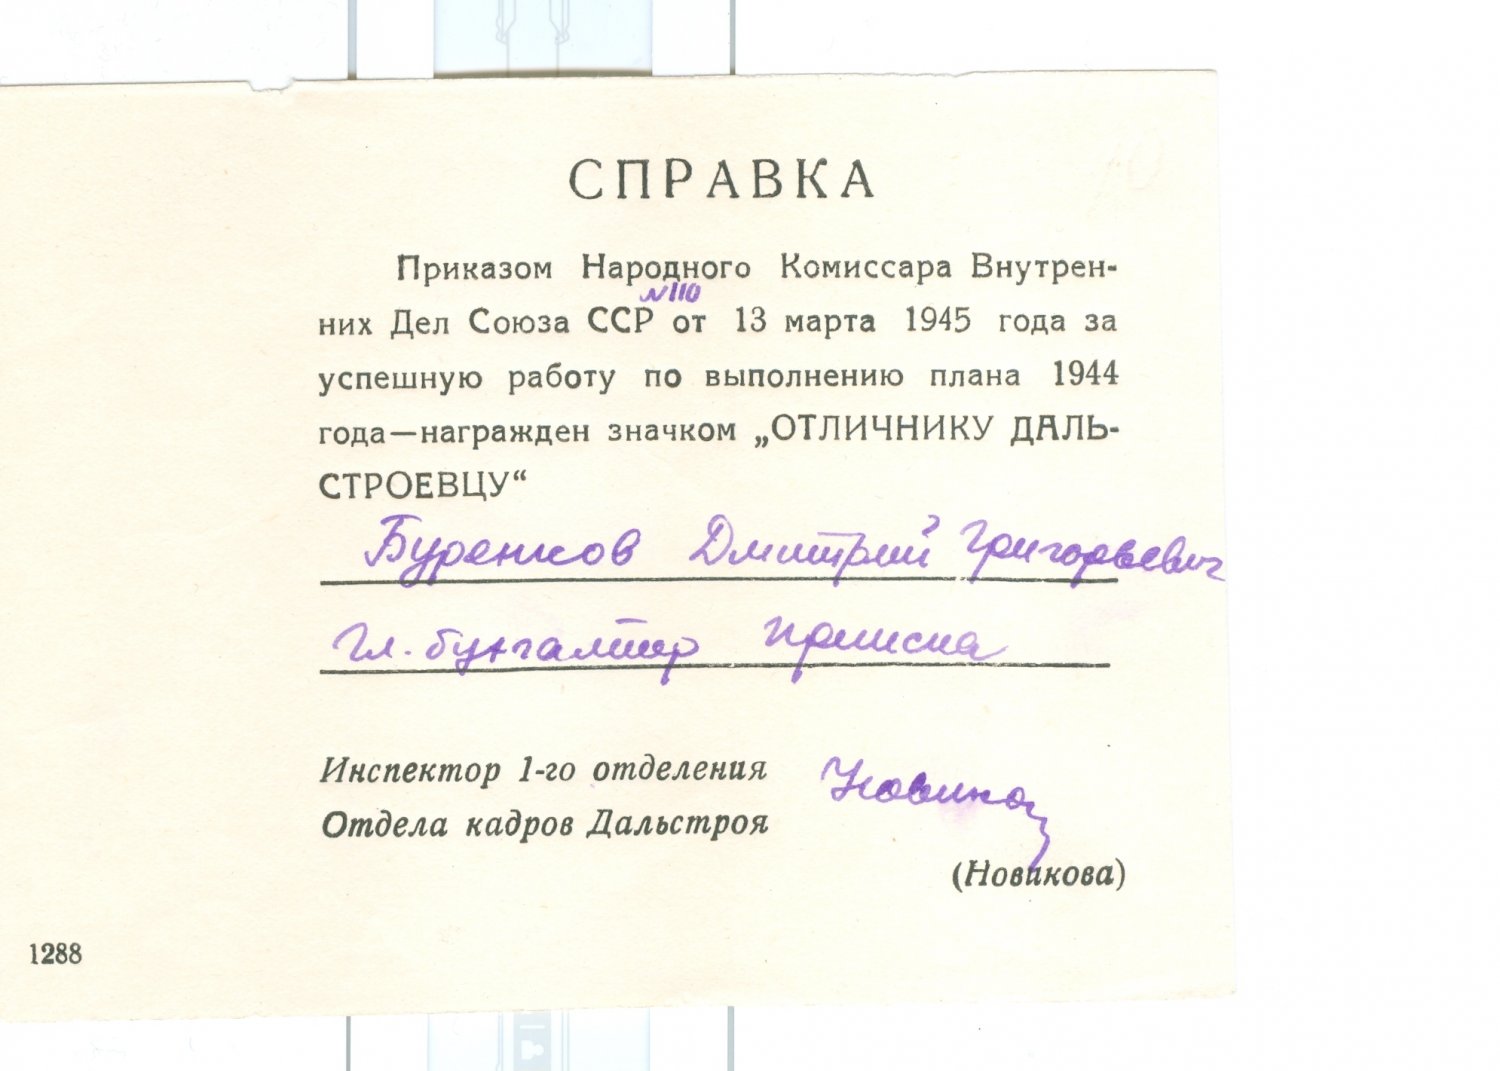 СПРАВКА
Приказом Народного Комиссара Внутрен-
№110
них Дел Союза ССР от 13 марта 1945 года за
успешную работу по выполнению плана 1944
года—награжден значком „ОТЛИЧНИКУ ДАЛЬ-
СТРОЕВЦУ“
Буренков Дмитрий Григорьевич
Гл. бухгалтер прииска
Инспектор 1-го отделения
Новикова
Отдела кадров Дальстроя
(Новикова)
1288